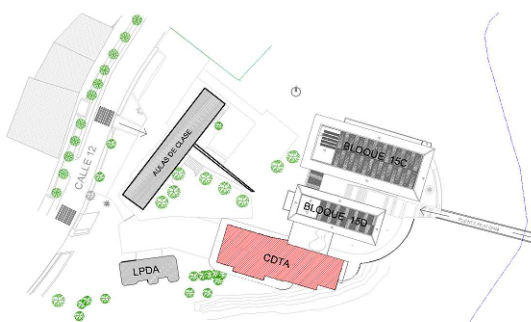 CALLE 12
AULAS DE CLASE
BLOQUE 15C
BLOQUE 15D
CDTA
LPDA